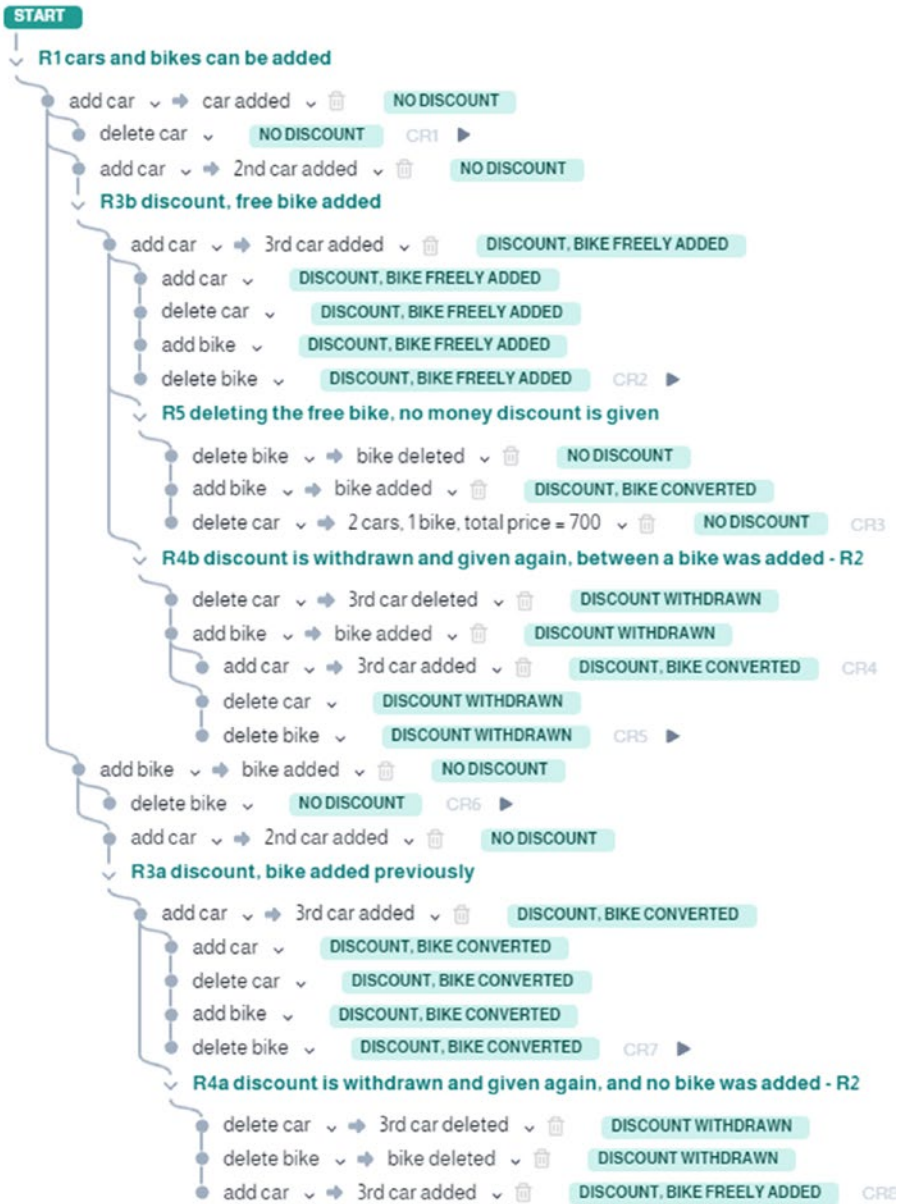 START
R1 cars and bikes can be added
add car car added NO DISCOUNT
delete car NO DISCOUNT CR1
add car 2nd car added NO DISCOUNT
R3b discount, free bike added
add car 3rd car added DISCOUNT, BIKE FREELY ADDED
add car DISCOUNT, BIKE FREELY ADDED
delete car DISCOUNT, BIKE FREELY ADDED
add bike DISCOUNT, BIKE FREELY ADDED
delete bike DISCOUNT, BIKE FREELY ADDED CR2
R5 deleting the free bike, no money discount is given
delete bike bike deleted NO DISCOUNT
add bike bike added DISCOUNT, BIKE CONVERTED
delete car 2 cars, 1 bike, total price = 700 NO DISCOUNT CR3
R4b discount is withdrawn and given again, between a bike was added - R2
delete car 3rd car deleted DISCOUNT WITHDRAWN
add bike bike added DISCOUNT WITHDRAWN
add car 3rd car added DISCOUNT, BIKE CONVERTED CR4
delete car DISCOUNT WITHDRAWN
delete bike DISCOUNT WITHDRAWN CR5
add bike bike added NO DISCOUNT
delete bike NO DISCOUNT CR6
add car 2nd car added NO DISCOUNT
R3a discount, bike added previously
add car 3rd car added DISCOUNT, BIKE CONVERTED
add car DISCOUNT, BIKE CONVERTED
delete car DISCOUNT, BIKE CONVERTED
add bike DISCOUNT, BIKE CONVERTED
delete bike DISCOUNT, BIKE CONVERTED CR7
R4a discount is withdrawn and given again, and no bike was added - R2
delete car 3rd car deleted DISCOUNT WITHDRAWN
delete bike bike deleted DISCOUNT WITHDRAWN
add car 3rd car added DISCOUNT, BIKE FREELY ADDED